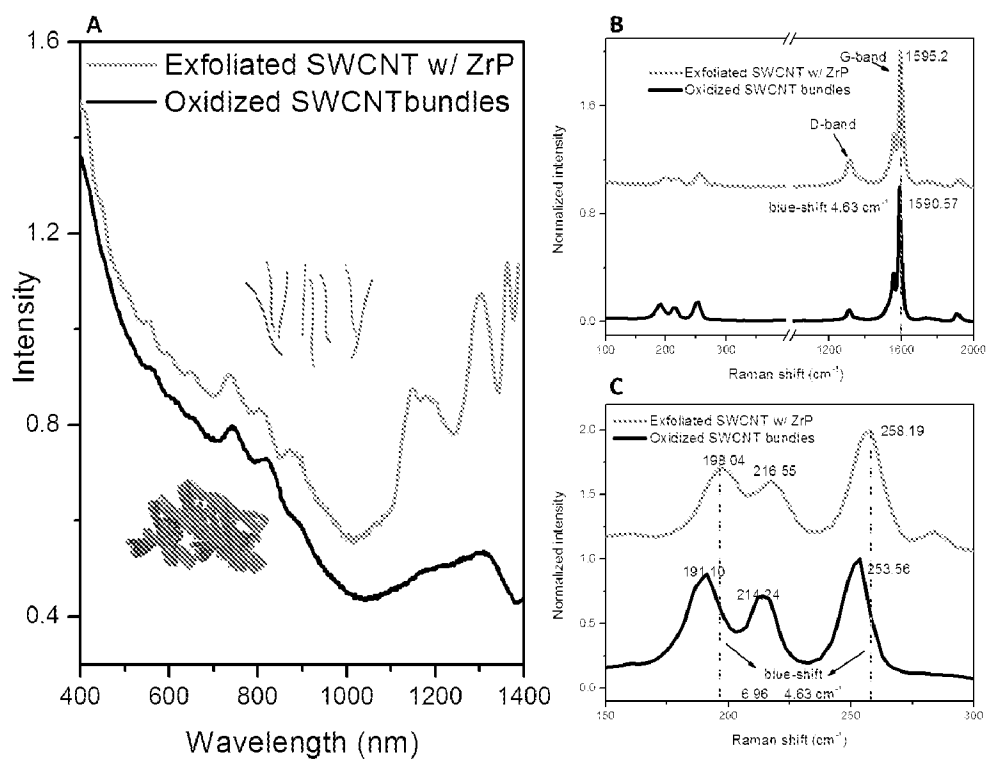 A
1.6
1.2
0.8
0.4
Intensity
Exfoliated SWCNT w/ ZrP
Oxidized SWCNTbundles
400 600 800 1000 1200 1400
Wavelength (nm)
B
1.6
0.8
0.0
Normalized intensity
Exfoliated SWCNT w/ ZrP
Oxidized SWCNT bundles
G-band
1595.2
D-band
blue-shift 4.63 cm⁻¹
1590.57
100 200 300 1200 1600 2000
Raman shift (cm⁻¹)
C
2.0
1.5
1.0
0.5
0.0
Normalized intensity
Exfoliated SWCNT w/ ZrP
Oxidized SWCNT bundles
198.04
216.55
258.19
191.10
214.24
253.56
blue-shift
6.96 4.63 cm⁻¹
150 200 250 300
Raman shift (cm⁻¹)